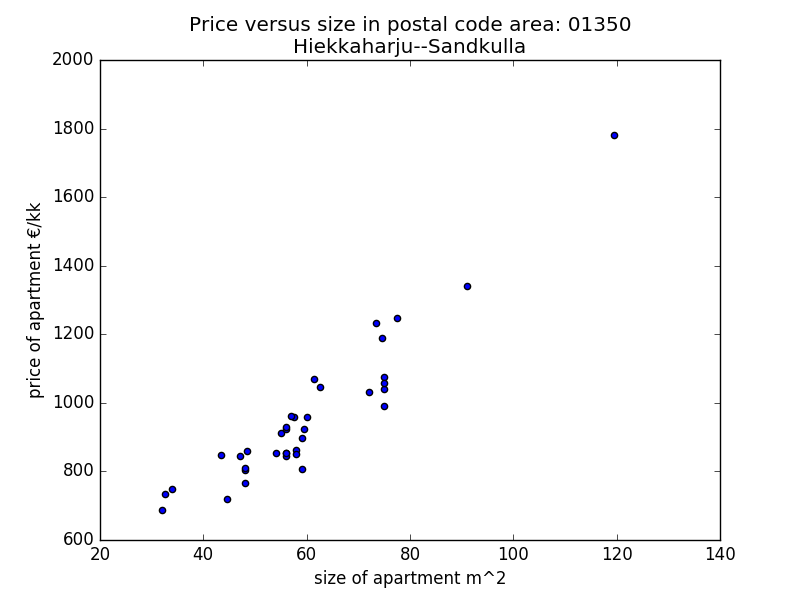 Price versus size in postal code area: 01350
Hiekkaharju--Sandkulla
2000
1800
1600
1400
1200
1000
800
600
price of apartment €/kk
20 40 60 80 100 120 140
size of apartment m^2